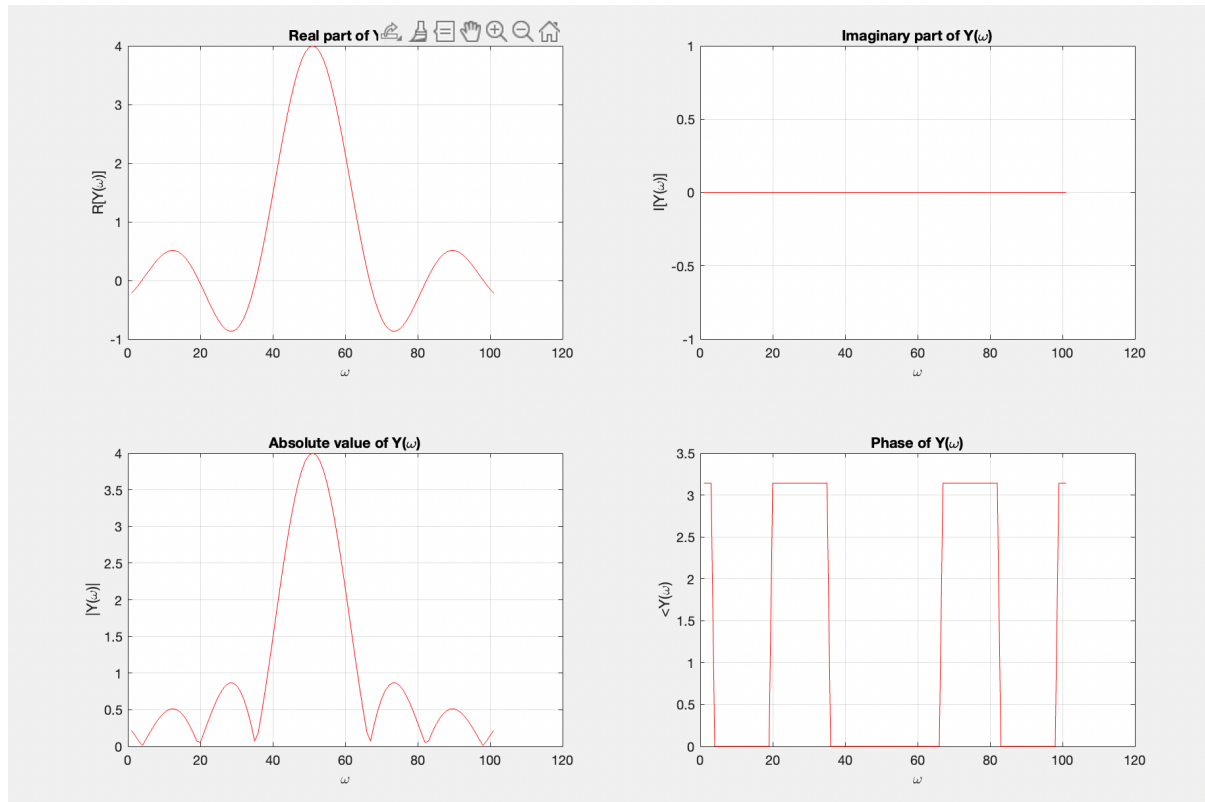 Real part of Y
4
3
2
1
0
-1
0 20 40 60 80 100 120
R[Y(ω)]
ω
Imaginary part of Y(ω)
1
0.5
0
-0.5
-1
0 20 40 60 80 100 120
I[Y(ω)]
ω
Absolute value of Y(ω)
4
3.5
3
2.5
2
1.5
1
0.5
0
0 20 40 60 80 100 120
|Y(ω)|
ω
Phase of Y(ω)
3.5
3
2.5
2
1.5
1
0.5
0
0 20 40 60 80 100 120
<Y(ω)
ω